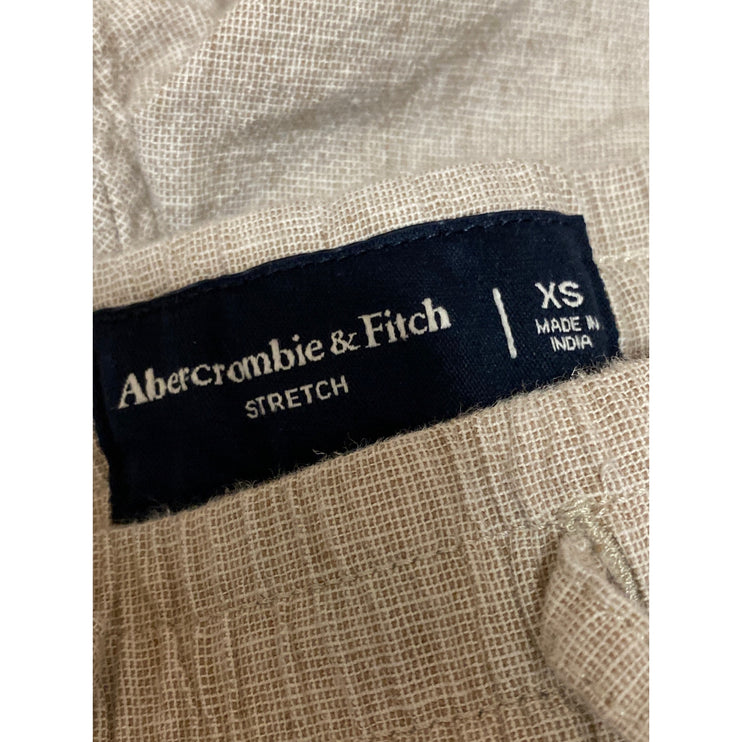 Abercrombie & Fitch
STRETCH
XS
MADE IN
INDIA